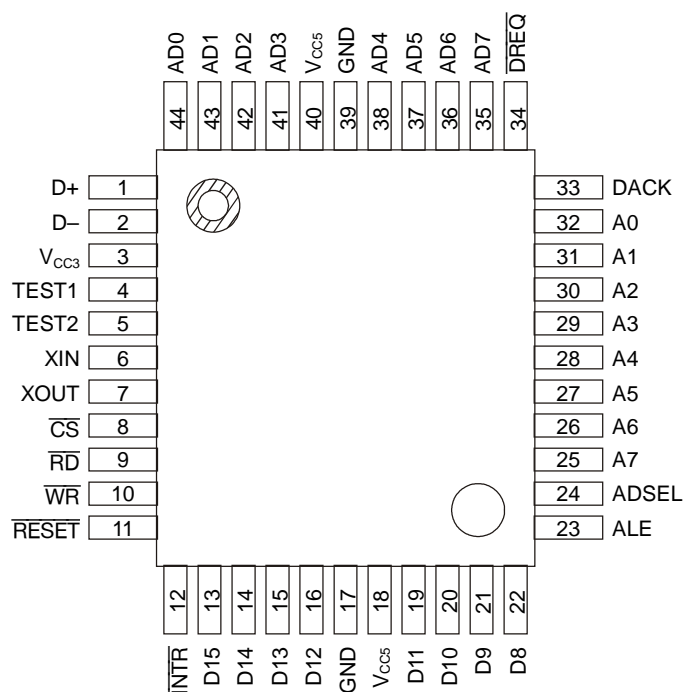 AD0 AD1 AD2 AD3 VCC5 GND AD4 AD5 AD6 AD7 DREQ
44 43 42 41 40 39 38 37 36 35 34
D+ 1 33 DACK
D– 2 32 A0
VCC3 3 31 A1
TEST1 4 30 A2
TEST2 5 29 A3
XIN 6 28 A4
XOUT 7 27 A5
CS 8 26 A6
RD 9 25 A7
WR 10 24 ADSEL
RESET 11 23 ALE
12 13 14 15 16 17 18 19 20 21 22
INTR D15 D14 D13 D12 GND VCC5 D11 D10 D9 D8